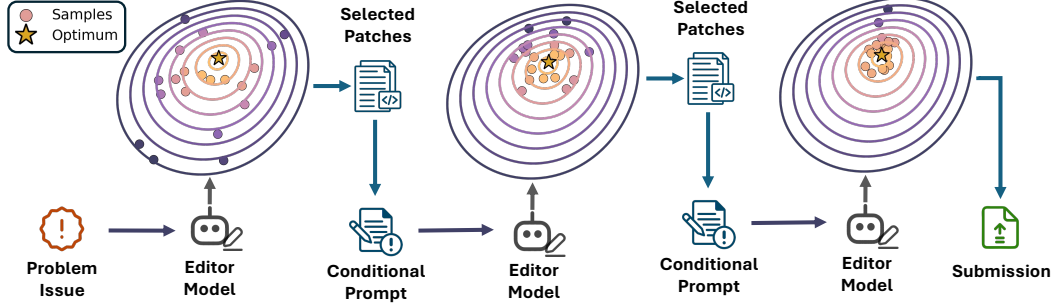 Samples
Optimum
Selected
Patches
Selected
Patches
Problem
Issue
Editor
Model
Conditional
Prompt
Editor
Model
Conditional
Prompt
Editor
Model
Submission